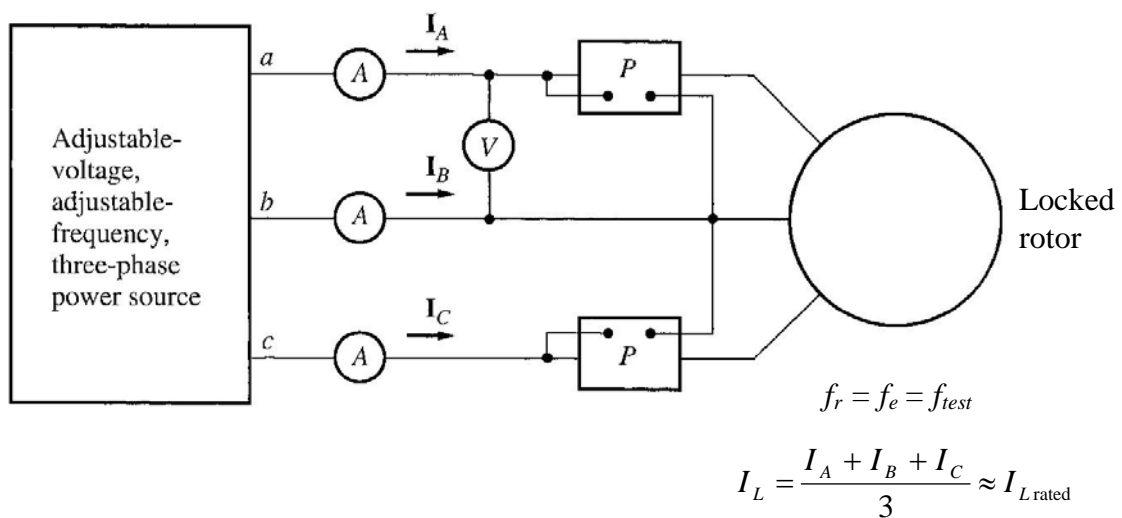 I_A
a
A
P
Adjustable-
voltage,
adjustable-
frequency,
three-phase
power source
V
I_B
b
A
Locked
rotor
I_C
c
A
P
f_r = f_e = f_test
I_L = (I_A + I_B + I_C) / 3 ≈ I_L rated